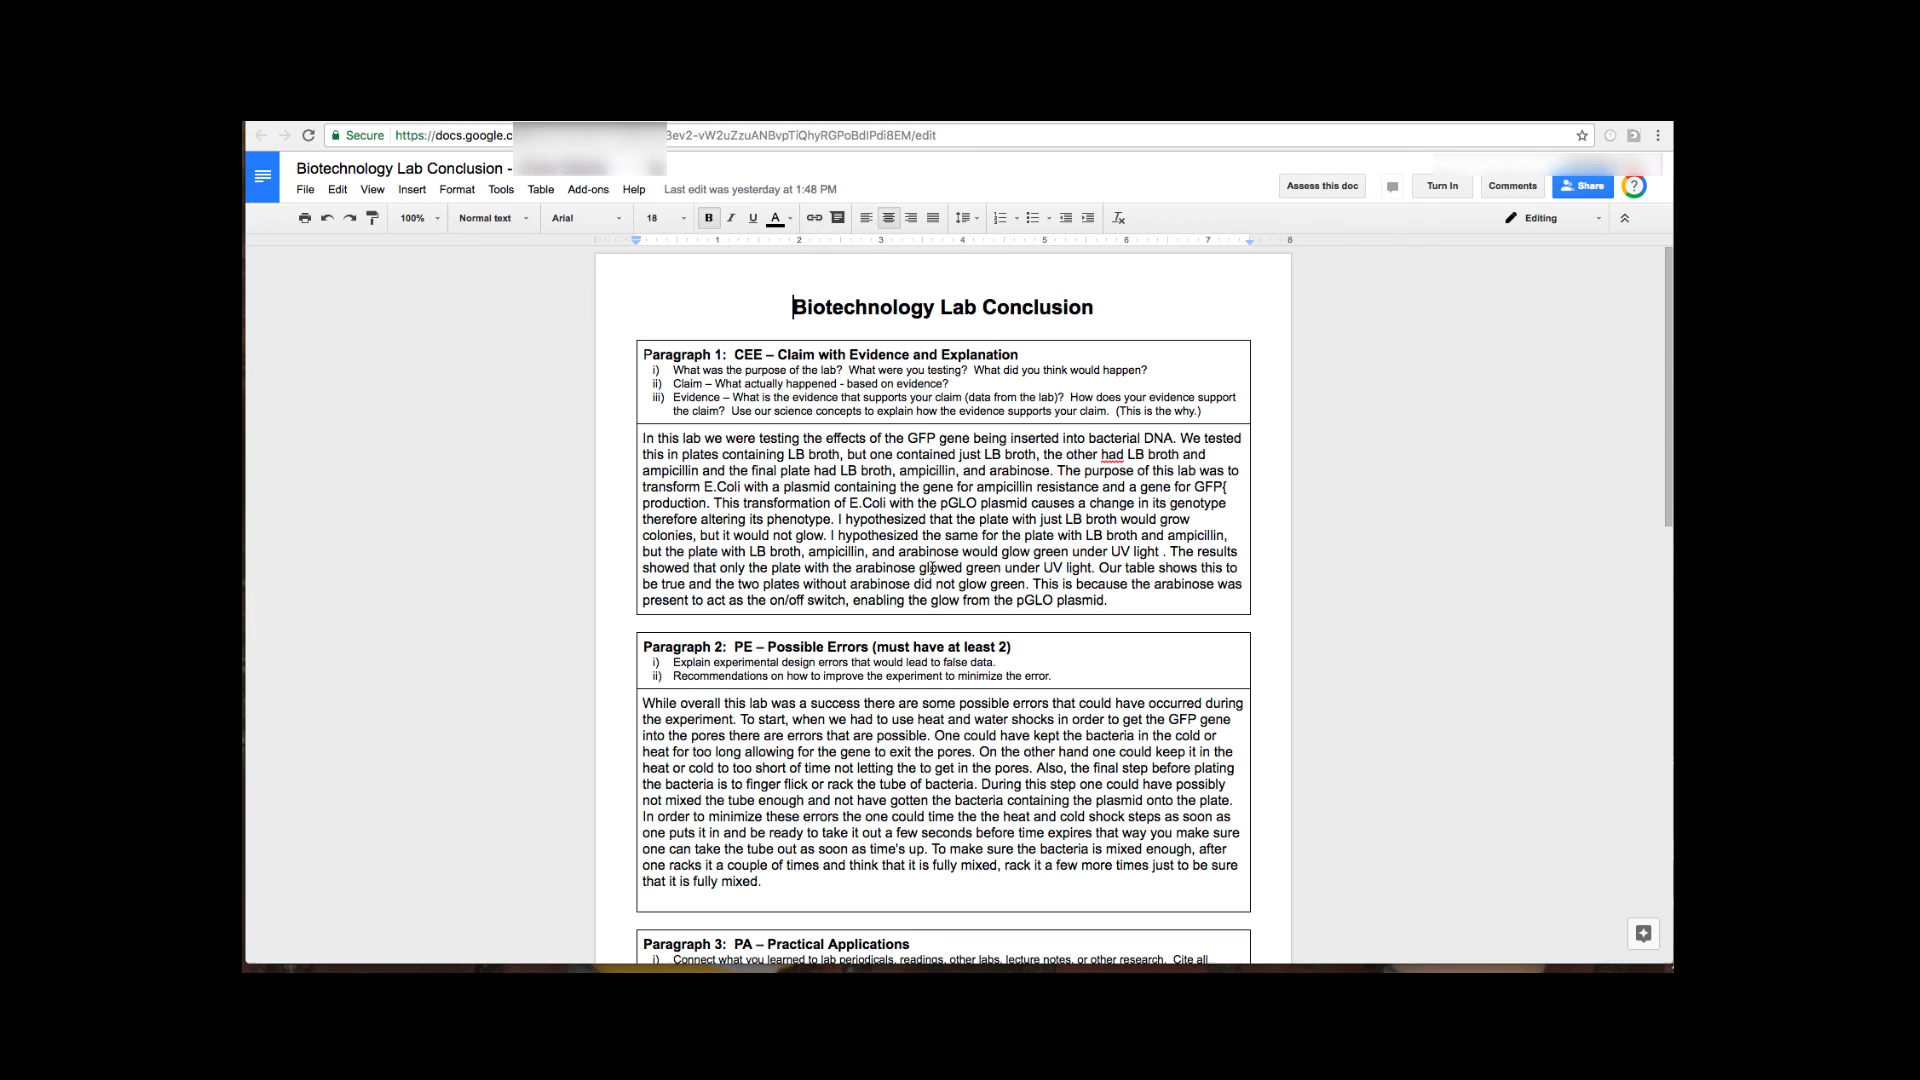 Secure https://docs.google.c 3ev2-vW2uZzuANBvpTiQhyRGPoBdIPdi8EM/edit
Biotechnology Lab Conclusion -
File Edit View Insert Format Tools Table Add-ons Help Last edit was yesterday at 1:48 PM
Assess this doc Turn In Comments Share ?
100% Normal text Arial 18 B I U A Editing
1 2 3 4 5 6 7 8
Biotechnology Lab Conclusion
Paragraph 1: CEE – Claim with Evidence and Explanation
i) What was the purpose of the lab? What were you testing? What did you think would happen?
ii) Claim – What actually happened - based on evidence?
iii) Evidence – What is the evidence that supports your claim (data from the lab)? How does your evidence support
the claim? Use our science concepts to explain how the evidence supports your claim. (This is the why.)
In this lab we were testing the effects of the GFP gene being inserted into bacterial DNA. We tested
this in plates containing LB broth, but one contained just LB broth, the other had LB broth and
ampicillin and the final plate had LB broth, ampicillin, and arabinose. The purpose of this lab was to
transform E.Coli with a plasmid containing the gene for ampicillin resistance and a gene for GFP{
production. This transformation of E.Coli with the pGLO plasmid causes a change in its genotype
therefore altering its phenotype. I hypothesized that the plate with just LB broth would grow
colonies, but it would not glow. I hypothesized the same for the plate with LB broth and ampicillin,
but the plate with LB broth, ampicillin, and arabinose would glow green under UV light . The results
showed that only the plate with the arabinose glowed green under UV light. Our table shows this to
be true and the two plates without arabinose did not glow green. This is because the arabinose was
present to act as the on/off switch, enabling the glow from the pGLO plasmid.
Paragraph 2: PE – Possible Errors (must have at least 2)
i) Explain experimental design errors that would lead to false data.
ii) Recommendations on how to improve the experiment to minimize the error.
While overall this lab was a success there are some possible errors that could have occurred during
the experiment. To start, when we had to use heat and water shocks in order to get the GFP gene
into the pores there are errors that are possible. One could have kept the bacteria in the cold or
heat for too long allowing for the gene to exit the pores. On the other hand one could keep it in the
heat or cold to too short of time not letting the to get in the pores. Also, the final step before plating
the bacteria is to finger flick or rack the tube of bacteria. During this step one could have possibly
not mixed the tube enough and not have gotten the bacteria containing the plasmid onto the plate.
In order to minimize these errors the one could time the the heat and cold shock steps as soon as
one puts it in and be ready to take it out a few seconds before time expires that way you make sure
one can take the tube out as soon as time's up. To make sure the bacteria is mixed enough, after
one racks it a couple of times and think that it is fully mixed, rack it a few more times just to be sure
that it is fully mixed.
Paragraph 3: PA – Practical Applications
i) Connect what you learned to lab periodicals, readings, other labs, lecture notes, or other research. Cite all